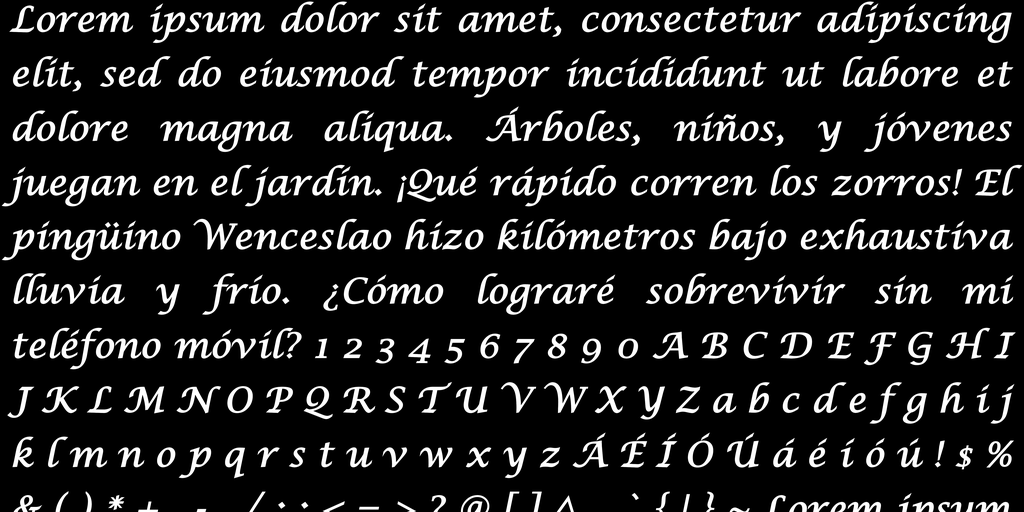 Lorem ipsum dolor sit amet, consectetur adipiscing
elit, sed do eiusmod tempor incididunt ut labore et
dolore magna aliqua. Árboles, niños, y jóvenes
juegan en el jardín. ¡Qué rápido corren los zorros! El
pingüino Wenceslao hizo kilómetros bajo exhaustiva
lluvia y frío. ¿Cómo lograré sobrevivir sin mi
teléfono móvil? 1 2 3 4 5 6 7 8 9 0 A B C D E F G H I
J K L M N O P Q R S T U V W X Y Z a b c d e f g h i j
k l m n o p q r s t u v w x y z Á É Í Ó Ú á é í ó ú ! $ %
& ( ) * + , - . / : ; < = > ? @ [ ] ^ _ ` { | } ~ Lorem ipsum